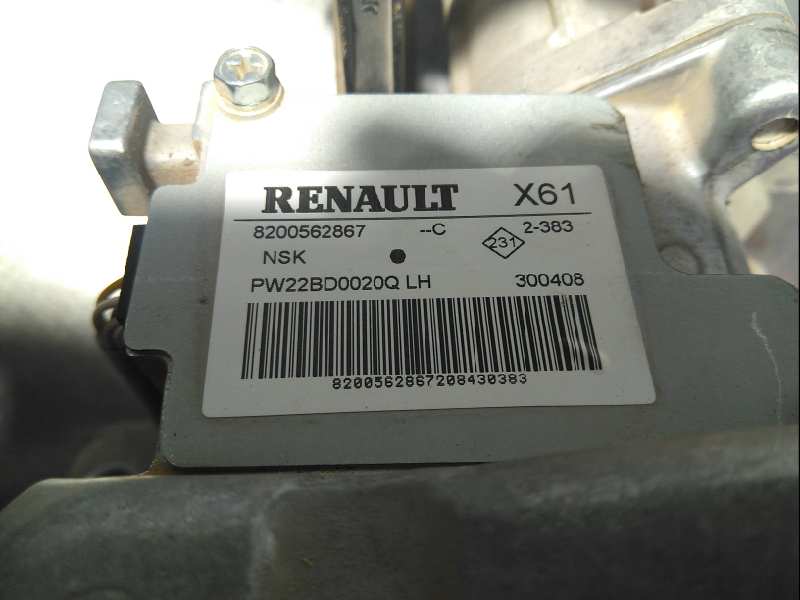 RENAULT X61
8200562867 --C 231 2-383
NSK
PW22BD0020Q LH 300408
8200562867208430383